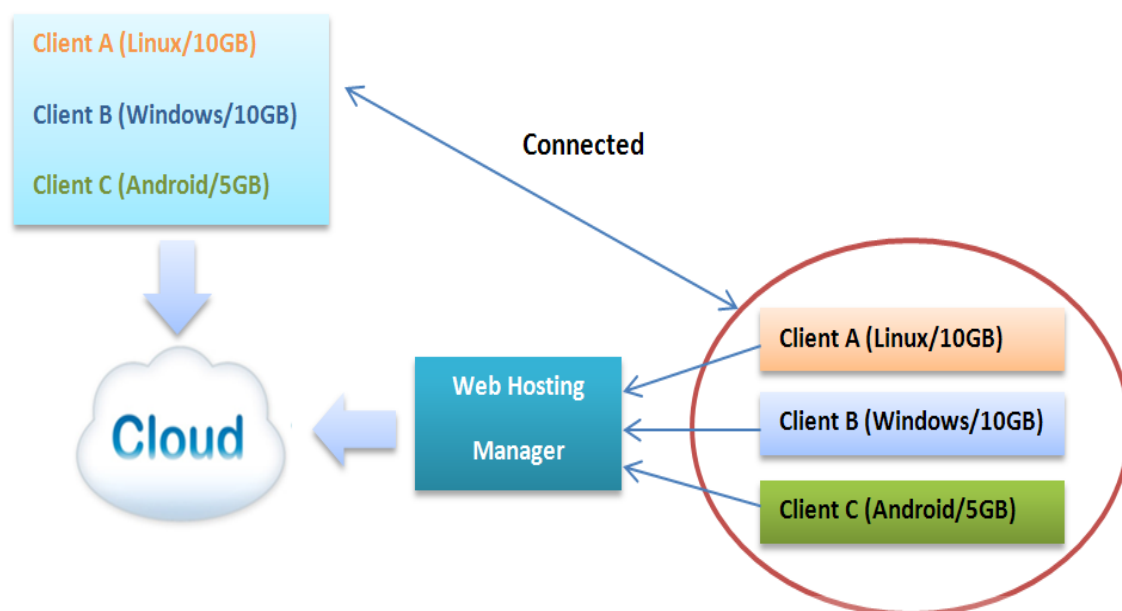 Client A (Linux/10GB)
Client B (Windows/10GB)
Client C (Android/5GB)
Connected
Cloud
Web Hosting
Manager
Client A (Linux/10GB)
Client B (Windows/10GB)
Client C (Android/5GB)